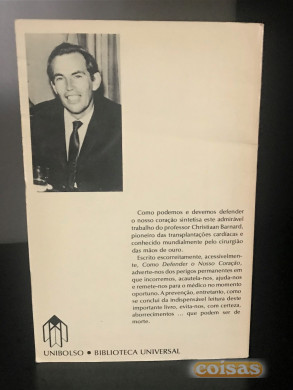 Como podemos e devemos defender
o nosso coração sintetisa este admirável
trabalho do professor Christiaan Barnard,
pioneiro das transplantações cardíacas e
conhecido mundialmente pelo cirurgião
das mãos de ouro.
Escrito escorreitamente, acessivelmen-
te, Como Defender o Nosso Coração,
adverte-nos dos perigos permanentes em
que incorremos, acautela-nos, ajuda-nos
e remete-nos para o médico no momento
oportuno. A prevenção, entretanto, como
se conclui da indispensável leitura deste
importante livro, evita-nos, com certeza,
aborrecimentos ... que podem ser de
morte.
UNIBOLSO • BIBLIOTECA UNIVERSAL
coisas